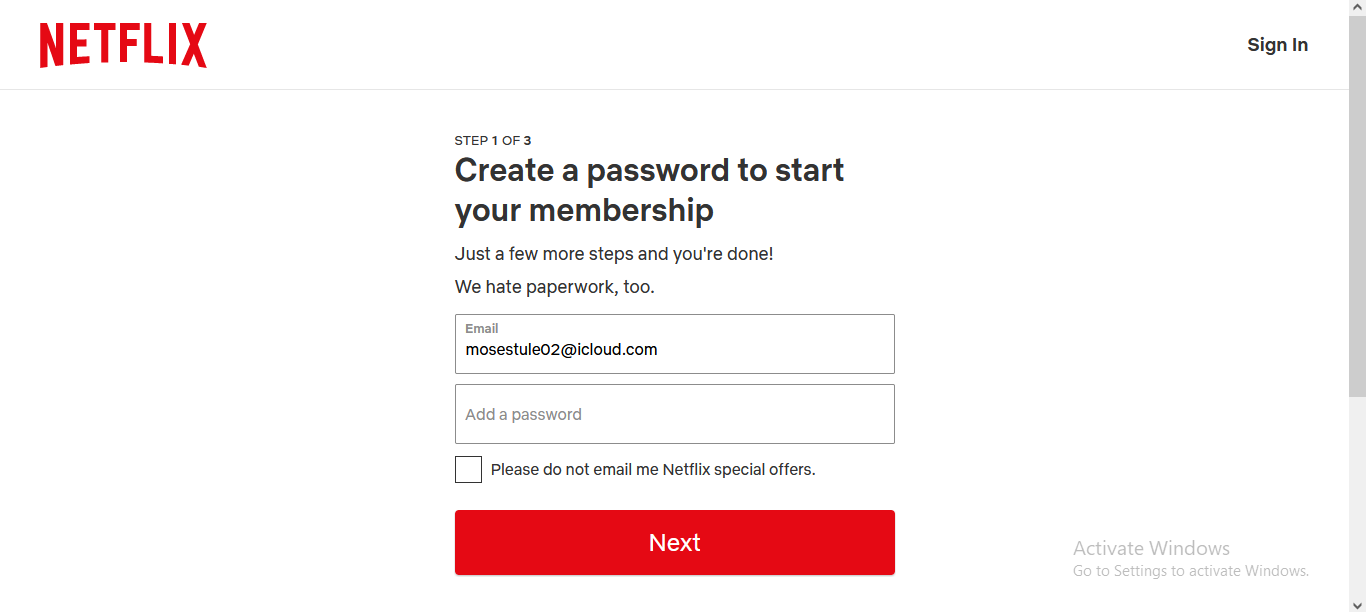 NETFLIX
Sign In
STEP 1 OF 3
Create a password to start
your membership
Just a few more steps and you're done!
We hate paperwork, too.
Email
mosestule02@icloud.com
Add a password
Please do not email me Netflix special offers.
Next
Activate Windows
Go to Settings to activate Windows.